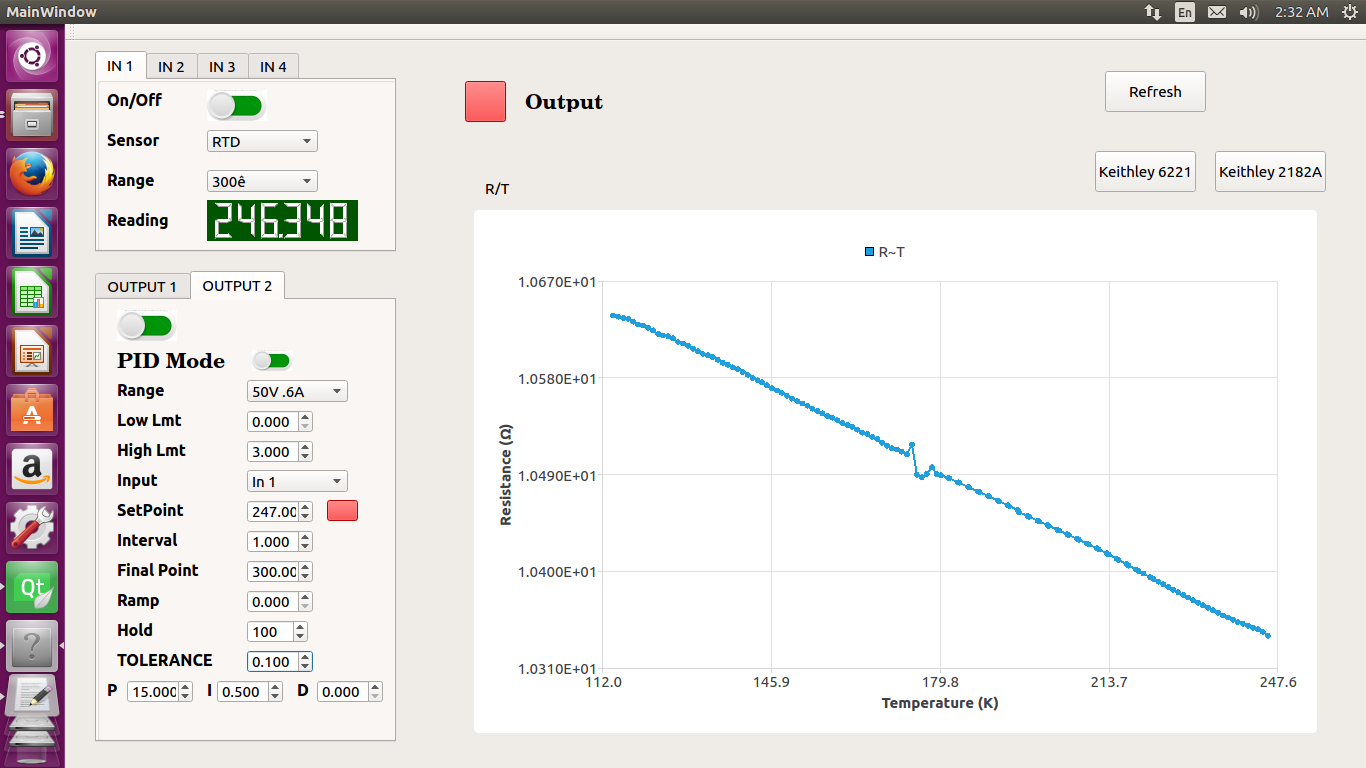 MainWindow
En
2:32 AM
IN 1 IN 2 IN 3 IN 4
On/Off
Sensor RTD
Range 300ê
Reading 246.348
OUTPUT 1 OUTPUT 2
PID Mode
Range 50V .6A
Low Lmt 0.000
High Lmt 3.000
Input In 1
SetPoint 247.00
Interval 1.000
Final Point 300.00
Ramp 0.000
Hold 100
TOLERANCE 0.100
P 15.000 I 0.500 D 0.000
Output
Refresh
Keithley 6221 Keithley 2182A
R/T
R~T
1.0670E+01
1.0580E+01
1.0490E+01
1.0400E+01
1.0310E+01
Resistance (Ω)
112.0 145.9 179.8 213.7 247.6
Temperature (K)
A
a
Qt
?